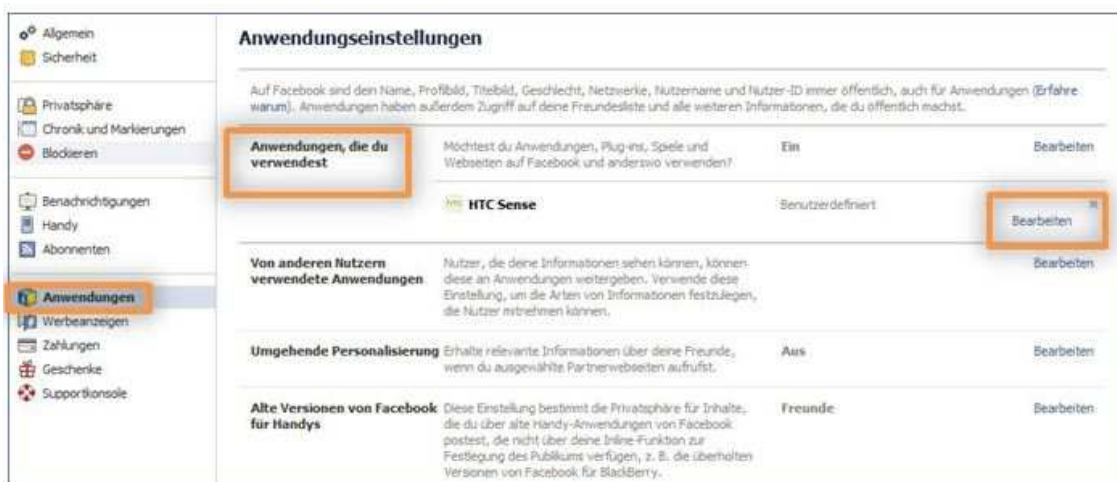 Allgemein
Sicherheit
Privatsphäre
Chronik und Markierungen
Blockieren
Benachrichtigungen
Handy
Abonnenten
Anwendungen
Werbeanzeigen
Zahlungen
Geschenke
Supportkonsole
Anwendungseinstellungen
Auf Facebook sind dein Name, Profilbild, Titelbild, Geschlecht, Netzwerke, Nutzername und Nutzer-ID immer öffentlich, auch für Anwendungen (Erfahre
warum). Anwendungen haben außerdem Zugriff auf deine Freundesliste und alle weiteren Informationen, die du öffentlich machst.
Anwendungen, die du
verwendest
Möchtest du Anwendungen, Plug-ins, Spiele und
Webseiten auf Facebook und anderswo verwenden?
Ein
Bearbeiten
htc HTC Sense
Benutzerdefiniert
Bearbeiten
Von anderen Nutzern
verwendete Anwendungen
Nutzer, die deine Informationen sehen können, können
diese an Anwendungen weitergeben. Verwende diese
Einstellung, um die Arten von Informationen festzulegen,
die Nutzer mitnehmen können.
Bearbeiten
Umgehende Personalisierung
Erhalte relevante Informationen über deine Freunde,
wenn du ausgewählte Partnerwebseiten aufrufst.
Aus
Bearbeiten
Alte Versionen von Facebook
für Handys
Diese Einstellung bestimmt die Privatsphäre für Inhalte,
die du über alte Handy-Anwendungen von Facebook
postest, die nicht über deine Inline-Funktion zur
Festlegung des Publikums verfügen, z. B. die überholten
Versionen von Facebook für BlackBerry.
Freunde
Bearbeiten